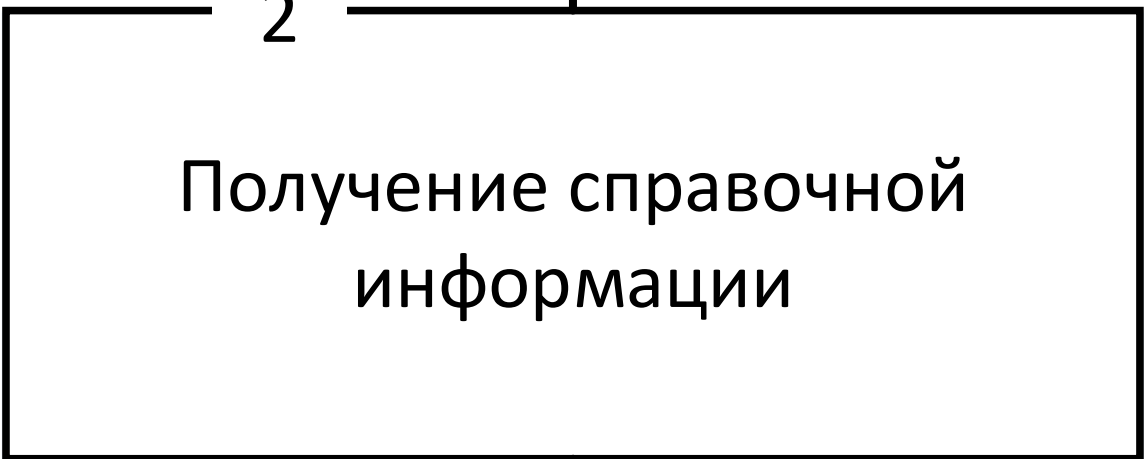 2
Получение справочной
информации